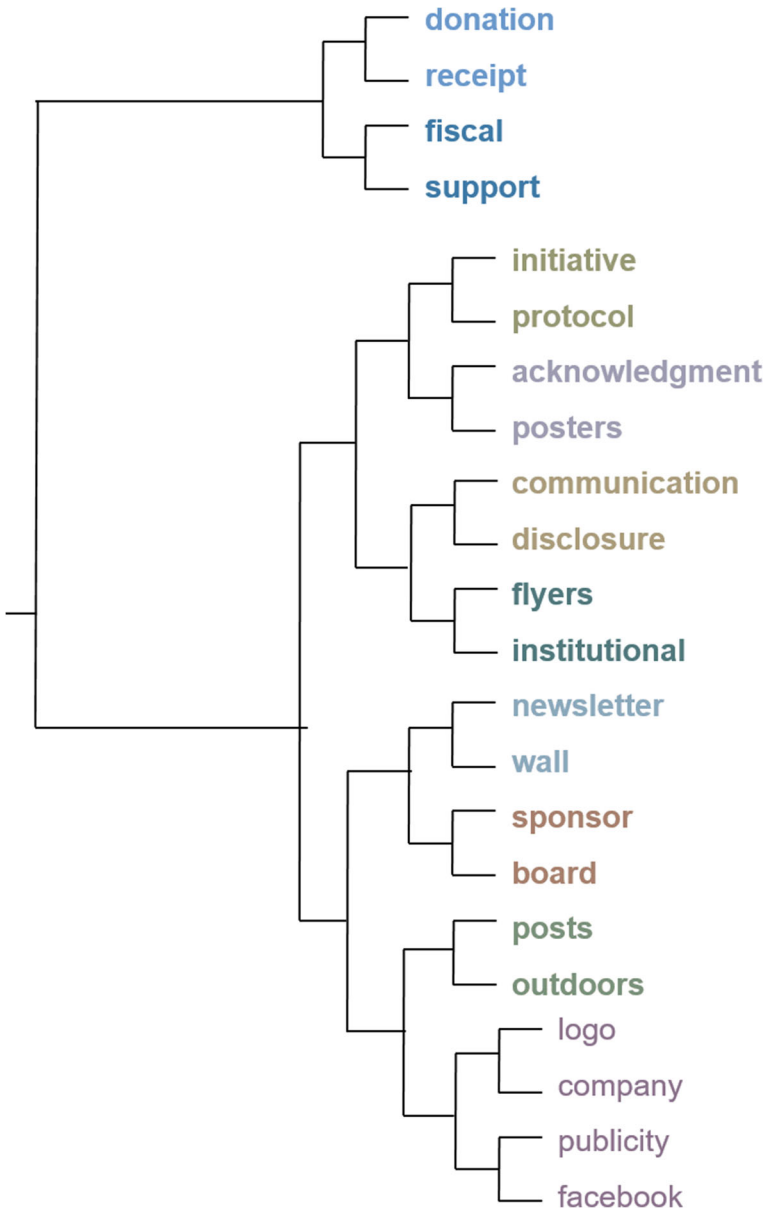 donation
receipt
fiscal
support
initiative
protocol
acknowledgment
posters
communication
disclosure
flyers
institutional
newsletter
wall
sponsor
board
posts
outdoors
logo
company
publicity
facebook